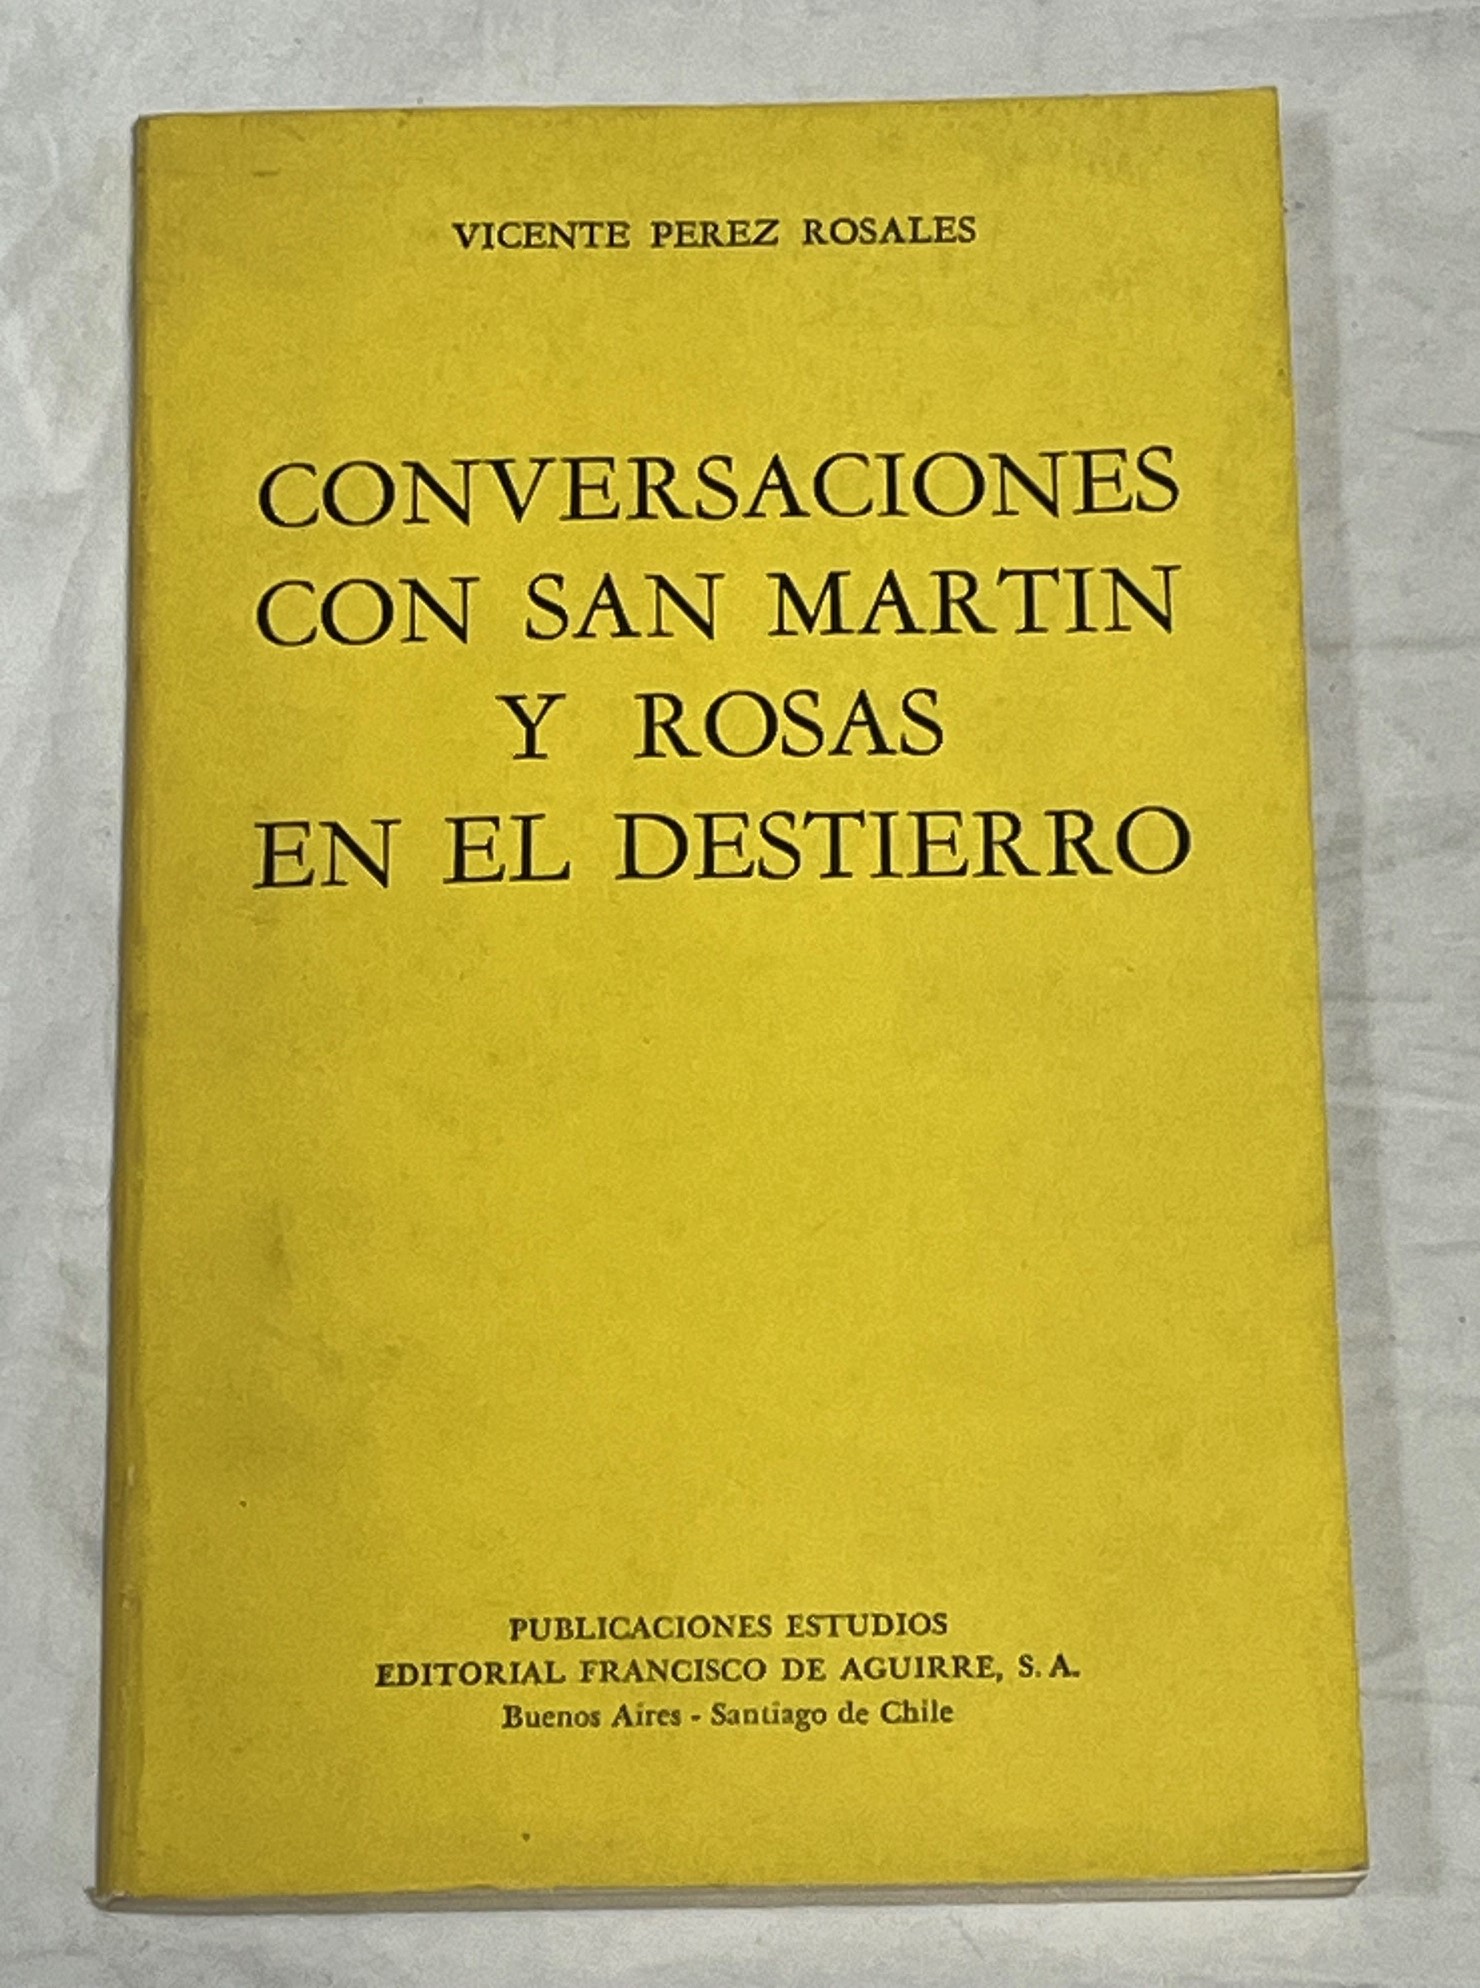 VICENTE PEREZ ROSALES
CONVERSACIONES
CON SAN MARTIN
Y ROSAS
EN EL DESTIERRO
PUBLICACIONES ESTUDIOS
EDITORIAL FRANCISCO DE AGUIRRE, S. A.
Buenos Aires - Santiago de Chile